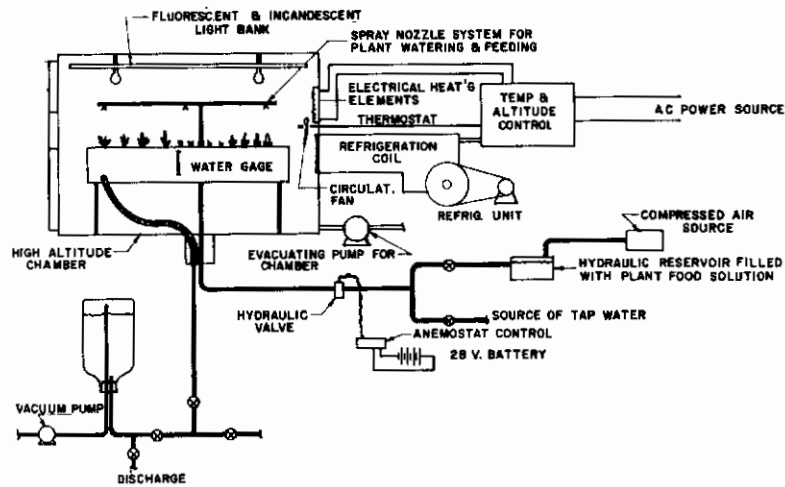 FLUORESCENT & INCANDESCENT
LIGHT BANK
SPRAY NOZZLE SYSTEM FOR
PLANT WATERING & FEEDING
ELECTRICAL HEAT'G
ELEMENTS
TEMP &
ALTITUDE
CONTROL
AC POWER SOURCE
THERMOSTAT
REFRIGERATION
COIL
WATER GAGE
CIRCULAT.
FAN
REFRIG. UNIT
COMPRESSED AIR
SOURCE
HIGH ALTITUDE
CHAMBER
EVACUATING PUMP FOR
CHAMBER
HYDRAULIC RESERVOIR FILLED
WITH PLANT FOOD SOLUTION
HYDRAULIC
VALVE
SOURCE OF TAP WATER
ANEMOSTAT CONTROL
28 V. BATTERY
VACUUM PUMP
DISCHARGE